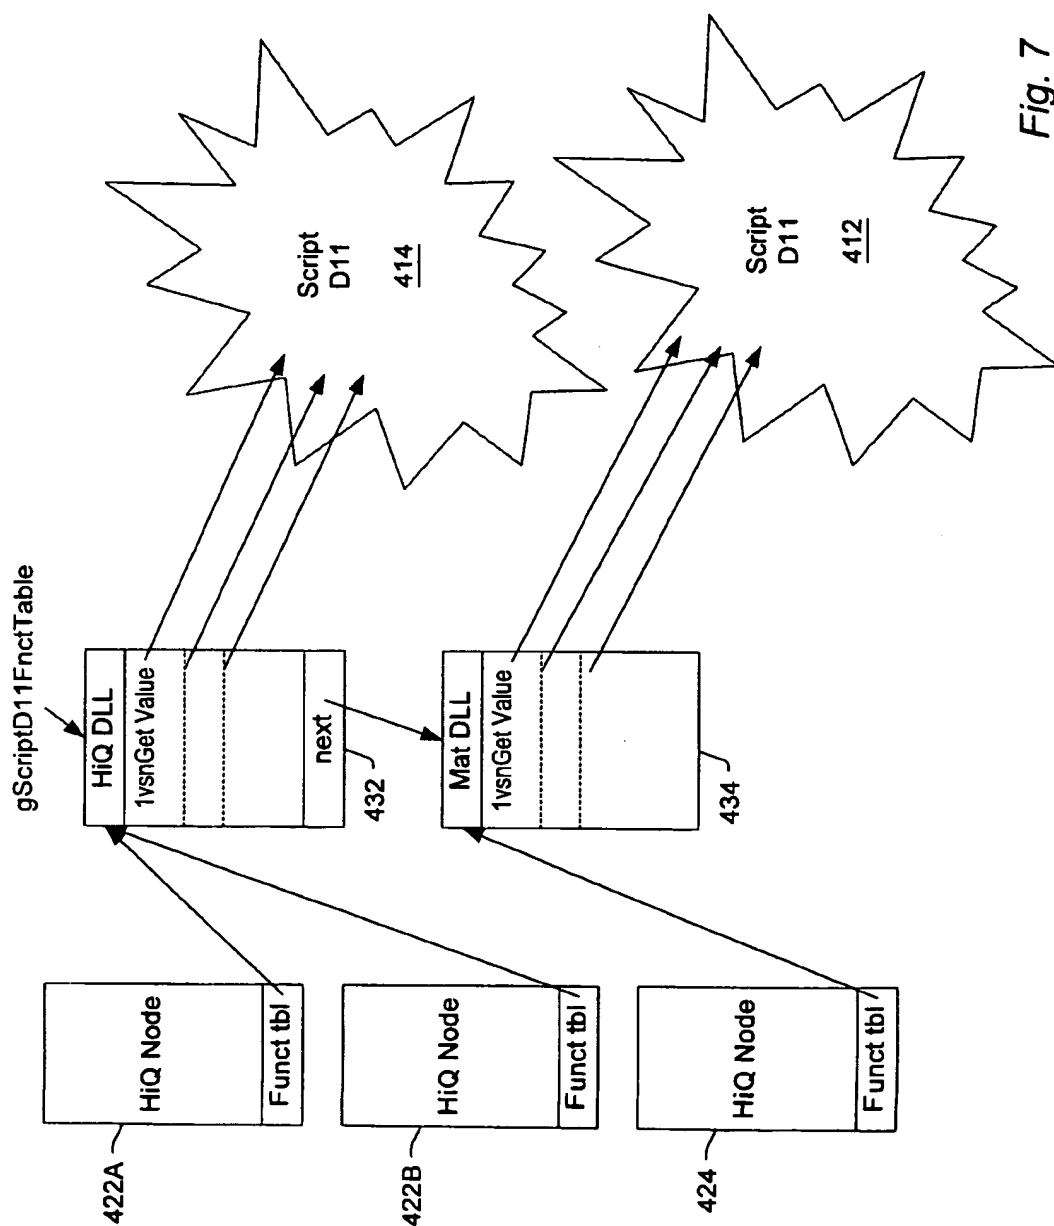 gScriptD11FnctTable
HiQ Node
Funct tbl
422A
HiQ DLL
1vsnGet Value
next
432
Script
D11
414
HiQ Node
Funct tbl
422B
Mat DLL
1vsnGet Value
434
Script
D11
412
HiQ Node
Funct tbl
424
Fig. 7